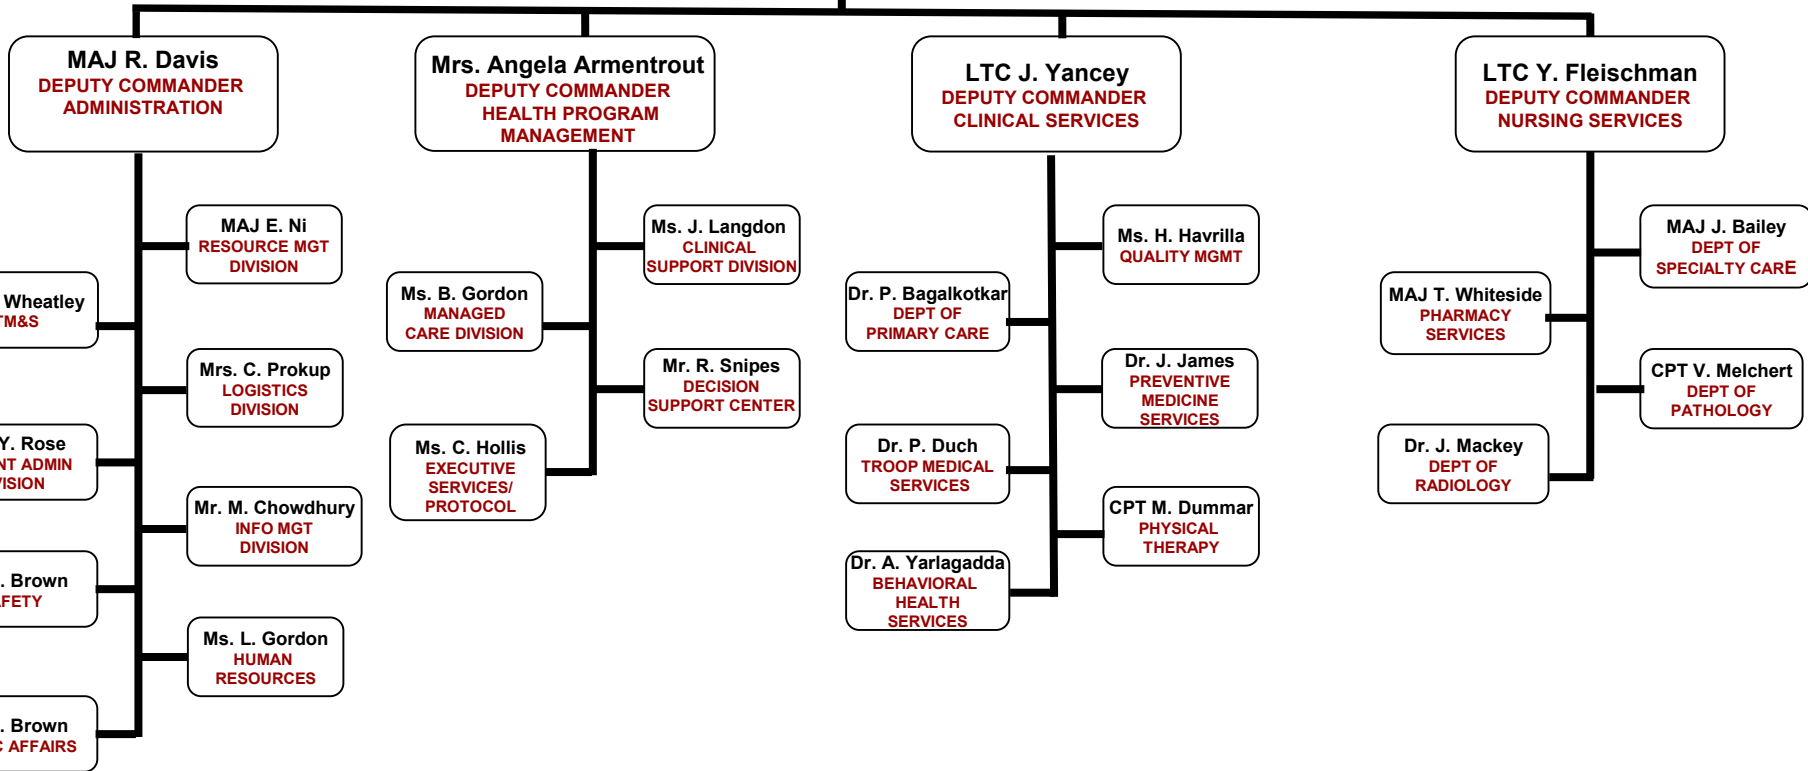 MAJ R. Davis
DEPUTY COMMANDER
ADMINISTRATION
Mrs. Angela Armentrout
DEPUTY COMMANDER
HEALTH PROGRAM
MANAGEMENT
LTC J. Yancey
DEPUTY COMMANDER
CLINICAL SERVICES
LTC Y. Fleischman
DEPUTY COMMANDER
NURSING SERVICES
MAJ E. Ni
RESOURCE MGT
DIVISION
Wheatley
TM&S
Mrs. C. Prokup
LOGISTICS
DIVISION
Y. Rose
ADMIN
Mr. M. Chowdhury
INFO MGT
DIVISION
. Brown
Ms. L. Gordon
HUMAN
RESOURCES
. Brown
AFFAIRS
Ms. J. Langdon
CLINICAL
SUPPORT DIVISION
Ms. B. Gordon
MANAGED
CARE DIVISION
Mr. R. Snipes
DECISION
SUPPORT CENTER
Ms. C. Hollis
EXECUTIVE
SERVICES/
PROTOCOL
Ms. H. Havrilla
QUALITY MGMT
Dr. P. Bagalkotkar
DEPT OF
PRIMARY CARE
Dr. J. James
PREVENTIVE
MEDICINE
SERVICES
Dr. P. Duch
TROOP MEDICAL
SERVICES
CPT M. Dummar
PHYSICAL
THERAPY
Dr. A. Yarlagadda
BEHAVIORAL
HEALTH
SERVICES
MAJ J. Bailey
DEPT OF
SPECIALTY CARE
MAJ T. Whiteside
PHARMACY
SERVICES
CPT V. Melchert
DEPT OF
PATHOLOGY
Dr. J. Mackey
DEPT OF
RADIOLOGY